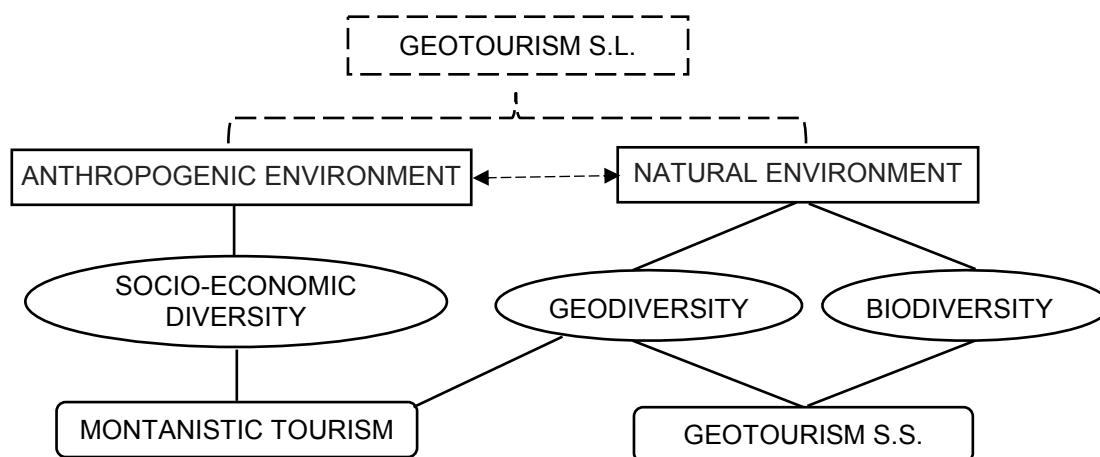 GEOTOURISM S.L.
ANTHROPOGENIC ENVIRONMENT
NATURAL ENVIRONMENT
SOCIO-ECONOMIC
DIVERSITY
GEODIVERSITY
BIODIVERSITY
MONTANISTIC TOURISM
GEOTOURISM S.S.